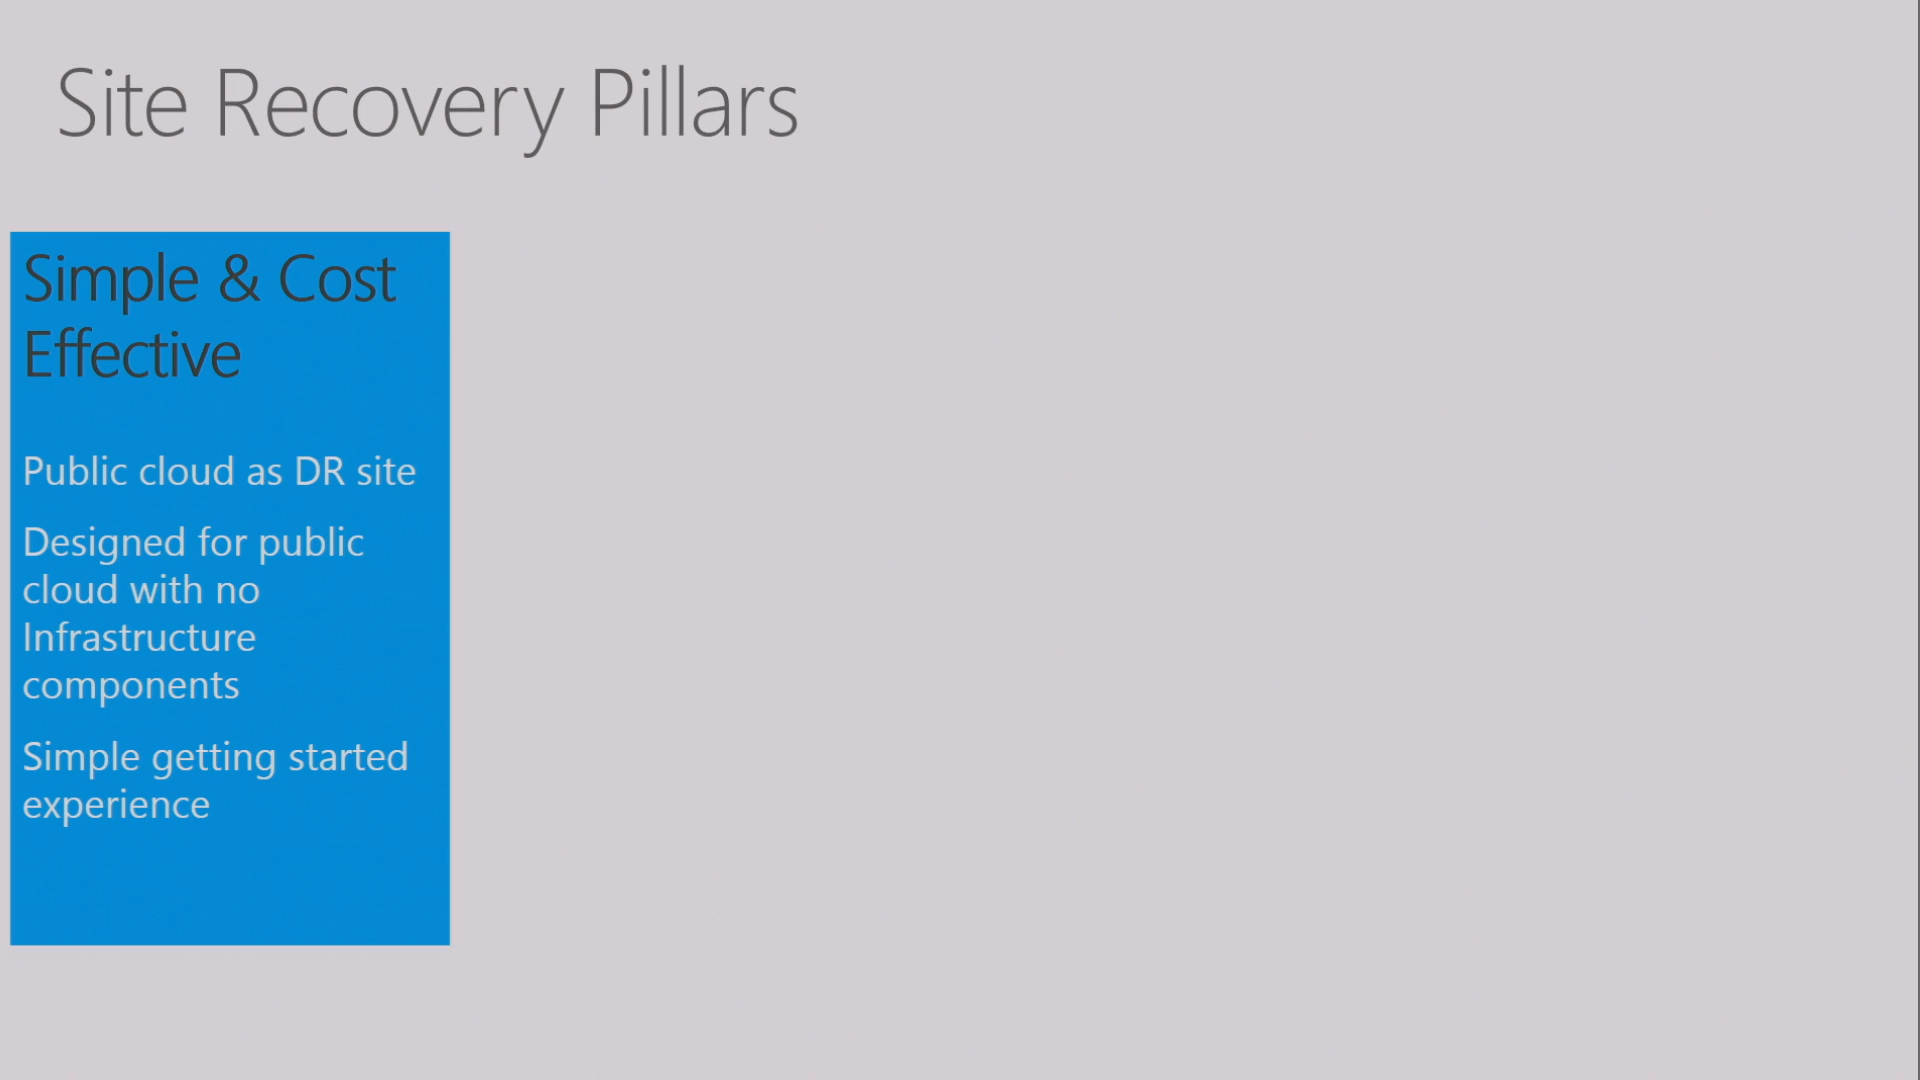 Site Recovery Pillars
Simple & Cost
Effective
Public cloud as DR site
Designed for public
cloud with no
Infrastructure
components
Simple getting started
experience